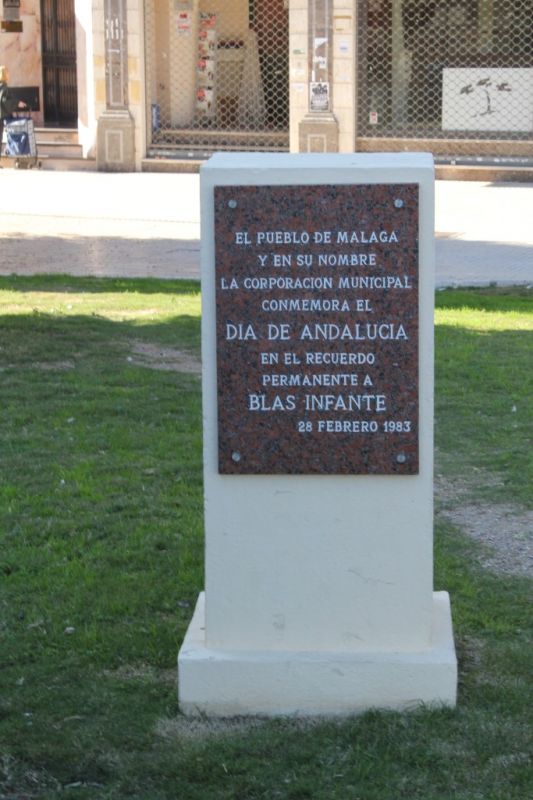 EL PUEBLO DE MALAGA
Y EN SU NOMBRE
LA CORPORACION MUNICIPAL
CONMEMORA EL
DIA DE ANDALUCIA
EN EL RECUERDO
PERMANENTE A
BLAS INFANTE
28 FEBRERO 1983